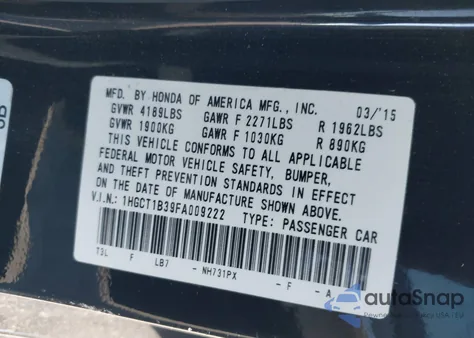 MFD. BY HONDA OF AMERICA MFG., INC. 03/'15
GVWR 4189LBS GAWR F 2271LBS R 1962LBS
GVWR 1900KG GAWR F 1030KG R 890KG
THIS VEHICLE CONFORMS TO ALL APPLICABLE
FEDERAL MOTOR VEHICLE SAFETY, BUMPER,
AND THEFT PREVENTION STANDARDS IN EFFECT
ON THE DATE OF MANUFACTURE SHOWN ABOVE.
V.I.N.: 1HGCT1B39FA009222 TYPE: PASSENGER CAR
T3L F LB7 - NH731PX - F - A
autoSnap